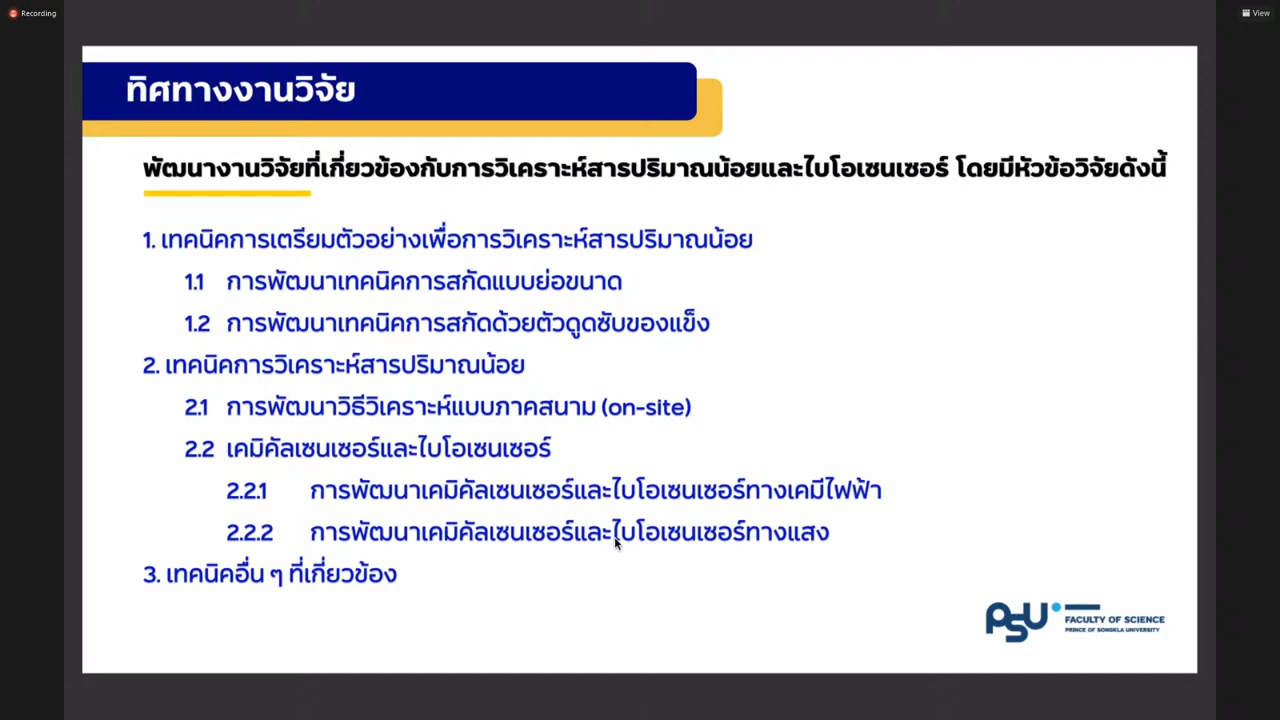 Recording
View
ทิศทางงานวิจัย
พัฒนางานวิจัยที่เกี่ยวข้องกับการวิเคราะห์สารปริมาณน้อยและไบโอเซนเซอร์ โดยมีหัวข้อวิจัยดังนี้
1. เทคนิคการเตรียมตัวอย่างเพื่อการวิเคราะห์สารปริมาณน้อย
1.1 การพัฒนาเทคนิคการสกัดแบบย่อขนาด
1.2 การพัฒนาเทคนิคการสกัดด้วยตัวดูดซับของแข็ง
2. เทคนิคการวิเคราะห์สารปริมาณน้อย
2.1 การพัฒนาวิธีวิเคราะห์แบบภาคสนาม (on-site)
2.2 เคมิคัลเซนเซอร์และไบโอเซนเซอร์
2.2.1 การพัฒนาเคมิคัลเซนเซอร์และไบโอเซนเซอร์ทางเคมีไฟฟ้า
2.2.2 การพัฒนาเคมิคัลเซนเซอร์และไบโอเซนเซอร์ทางแสง
3. เทคนิคอื่น ๆ ที่เกี่ยวข้อง
PSU
FACULTY OF SCIENCE
PRINCE OF SONGKLA UNIVERSITY